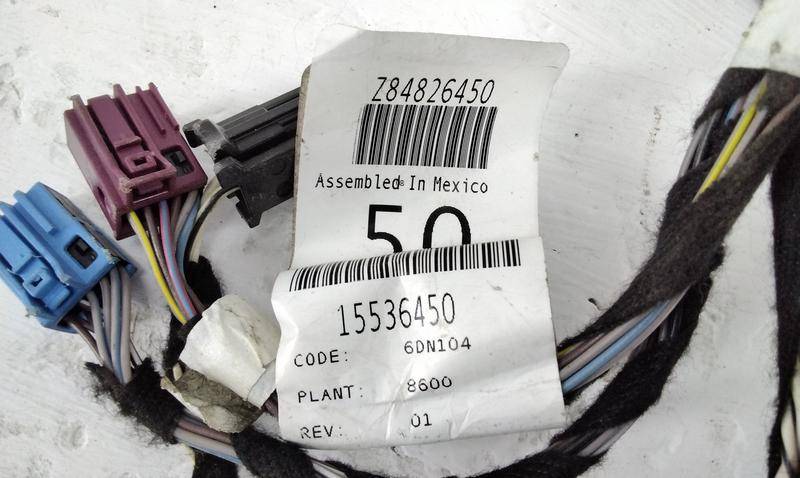 Z84826450
Assembled In Mexico
50
15536450
CODE: 6DN104
PLANT: 8600
REV: 01